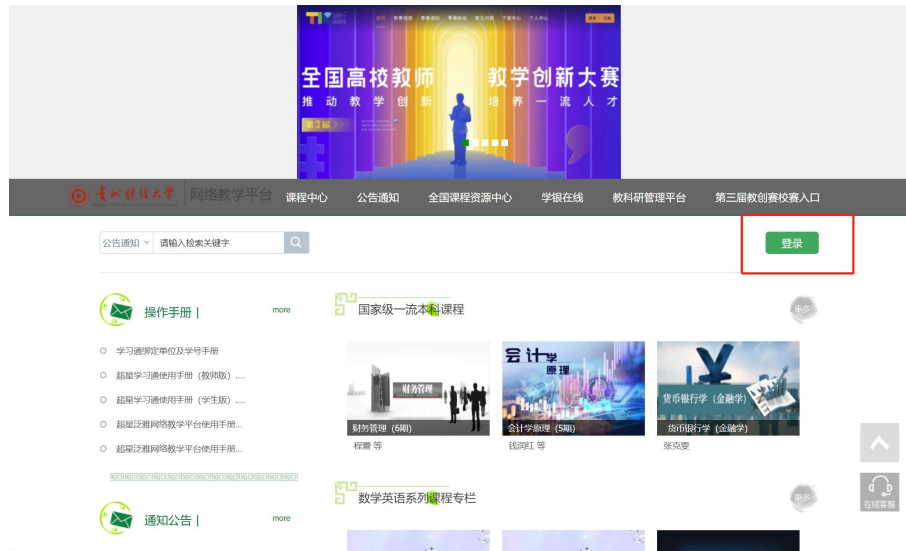 首页
全国高校教师 教学创新大赛
推动教学创新 培养一流人才
第3届
贵州财经大学 网络教学平台 课程中心 公告通知 全国课程资源中心 学银在线 教科研管理平台 第三届教创赛校赛入口
公告通知 请输入检索关键字 登录
操作手册 | more
学习通绑定单位及学号手册
超星学习通使用手册（教师版）....
超星学习通使用手册（学生版）....
超星泛雅网络教学平台使用手册...
超星泛雅网络教学平台使用手册...
通知公告 | more
国家级一流本科课程 更多
财务管理
财务管理（6期）
程蕾 等
会计学
原理
会计学原理（5期）
钱润红 等
货币银行学（金融学）
货币银行学（金融学）
张克雯
数学英语系列课程专栏 更多
在线客服